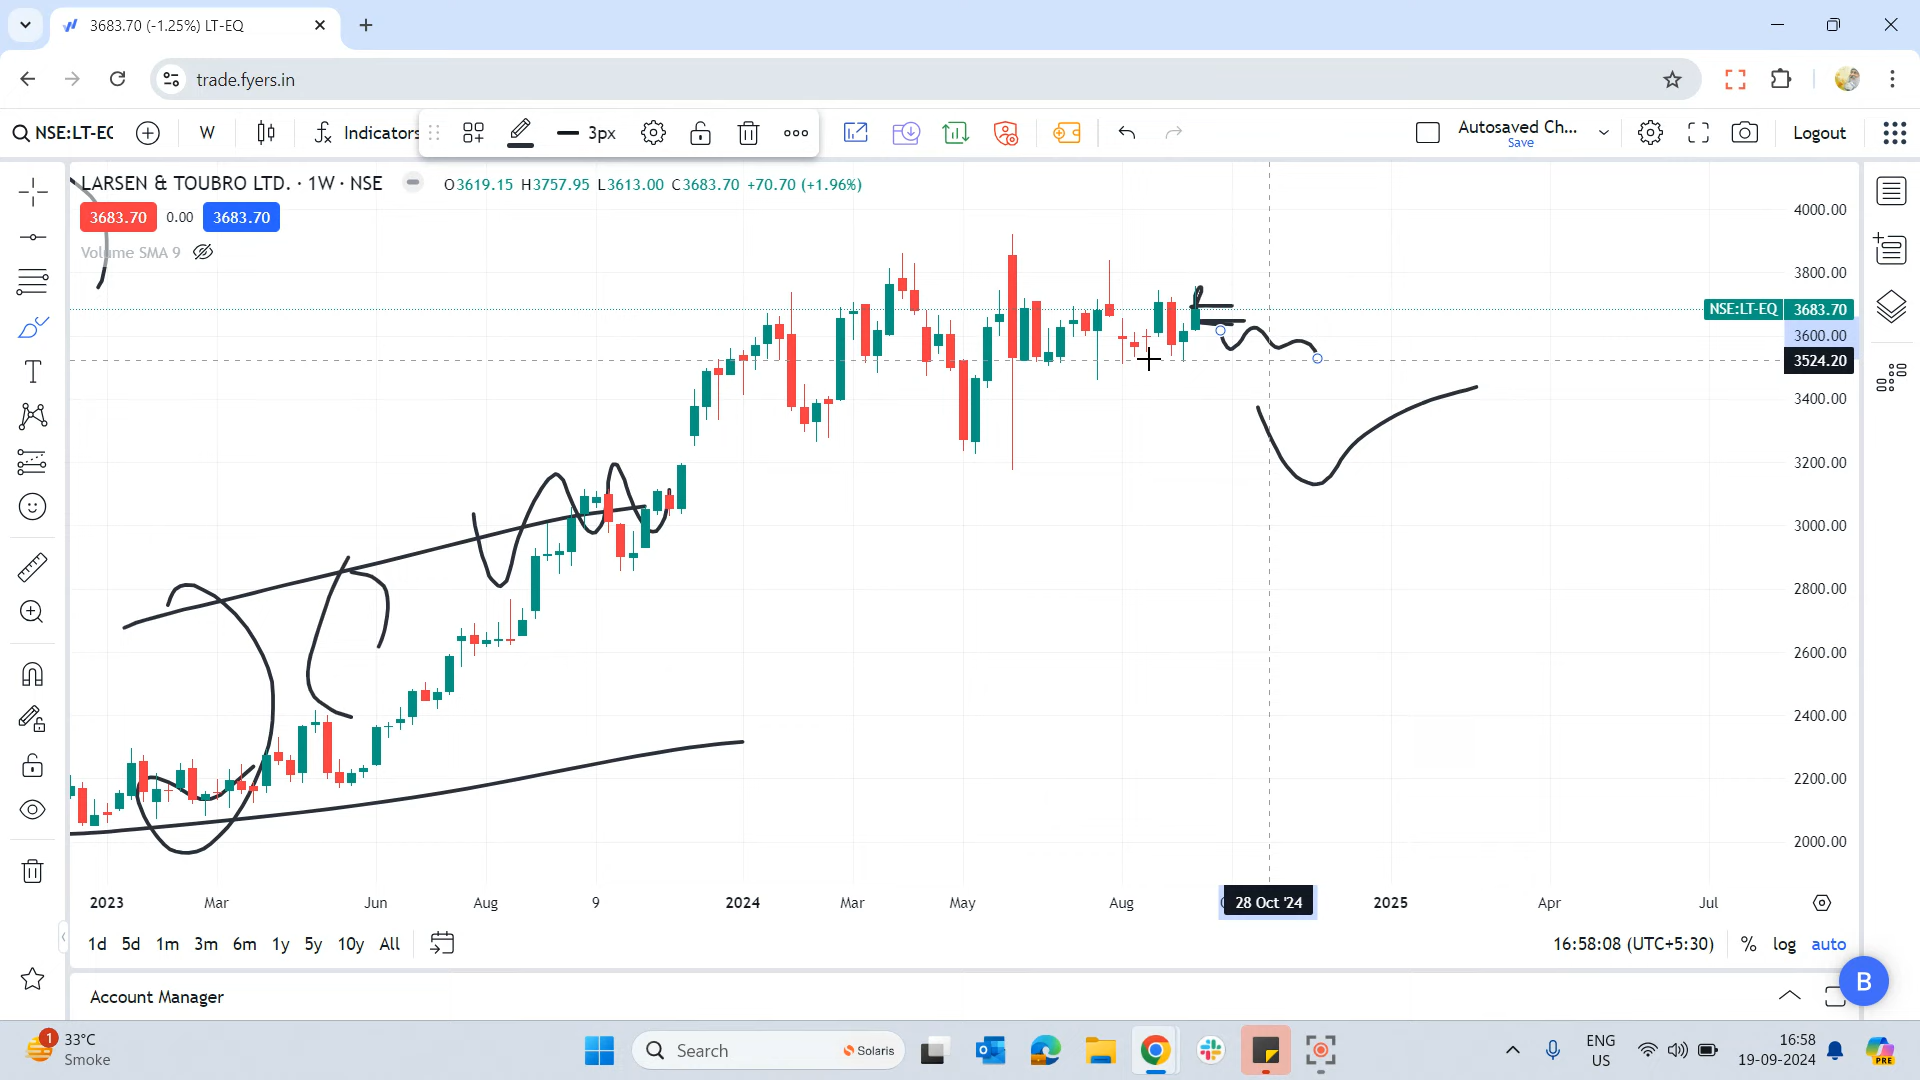 3683.70 (-1.25%) LT-EQ
trade.fyers.in
NSE:LT-EC
W
Indicators
3px
Autosaved Ch...
Save
Logout
LARSEN & TOUBRO LTD. · 1W · NSE
O3619.15 H3757.95 L3613.00 C3683.70 +70.70 (+1.96%)
3683.70 0.00 3683.70
Volume SMA 9
4000.00
3800.00
NSE:LT-EQ 3683.70
3600.00
3524.20
3400.00
3200.00
3000.00
2800.00
2600.00
2400.00
2200.00
2000.00
2023 Mar Jun Aug 9 2024 Mar May Aug 28 Oct '24 2025 Apr Jul
1d 5d 1m 3m 6m 1y 5y 10y All
16:58:08 (UTC+5:30) % log auto
B
Account Manager
1
33°C
Smoke
Search
Solaris
ENG
US
16:58
19-09-2024
PRE